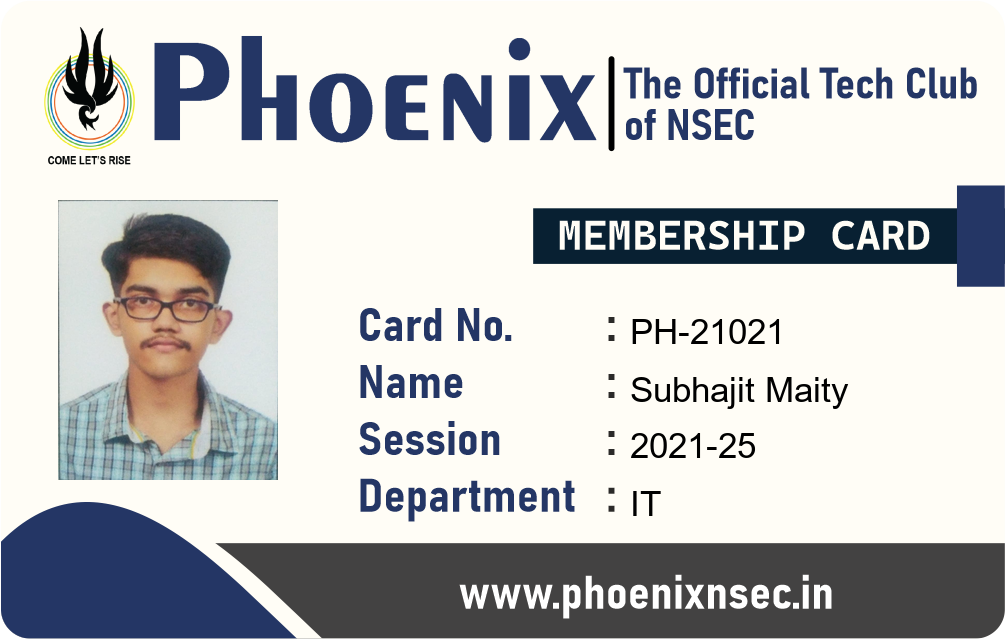 COME LET'S RISE
PHOENIX
The Official Tech Club
of NSEC
MEMBERSHIP CARD
Card No. : PH-21021
Name : Subhajit Maity
Session : 2021-25
Department : IT
www.phoenixnsec.in